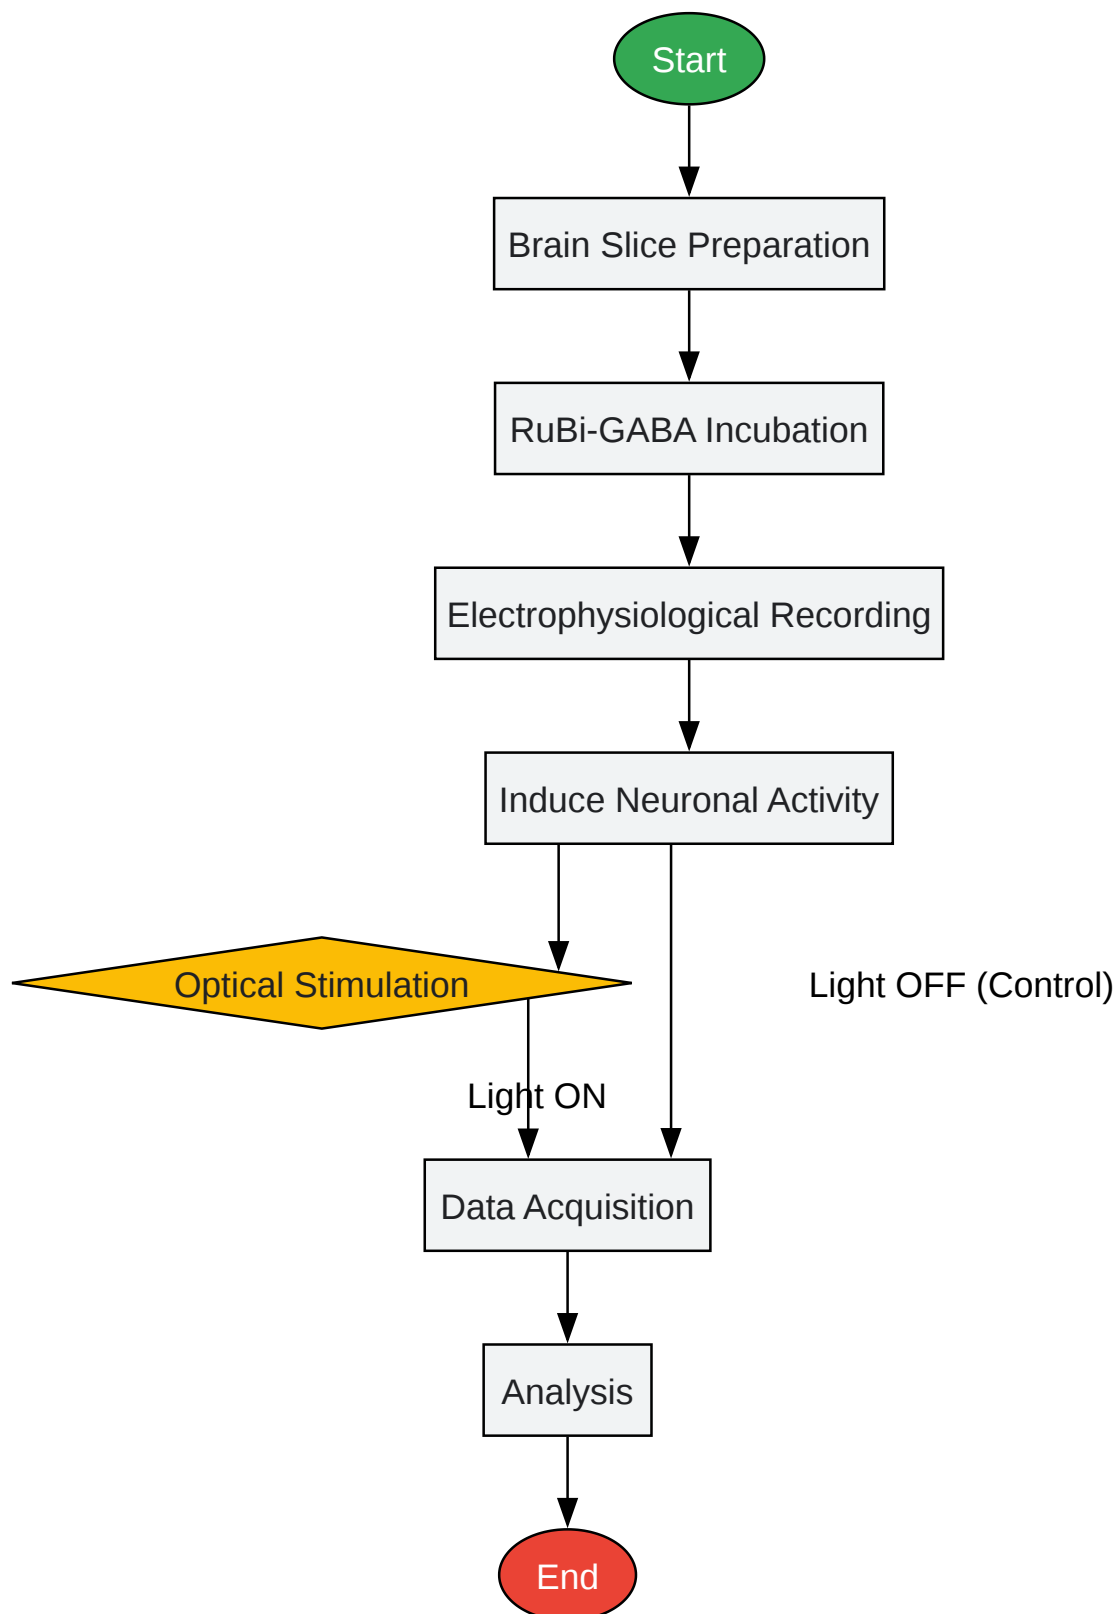 Start
Brain Slice Preparation
RuBi-GABA Incubation
Electrophysiological Recording
Induce Neuronal Activity
Optical Stimulation
Light OFF (Control)
Light ON
Data Acquisition
Analysis
End